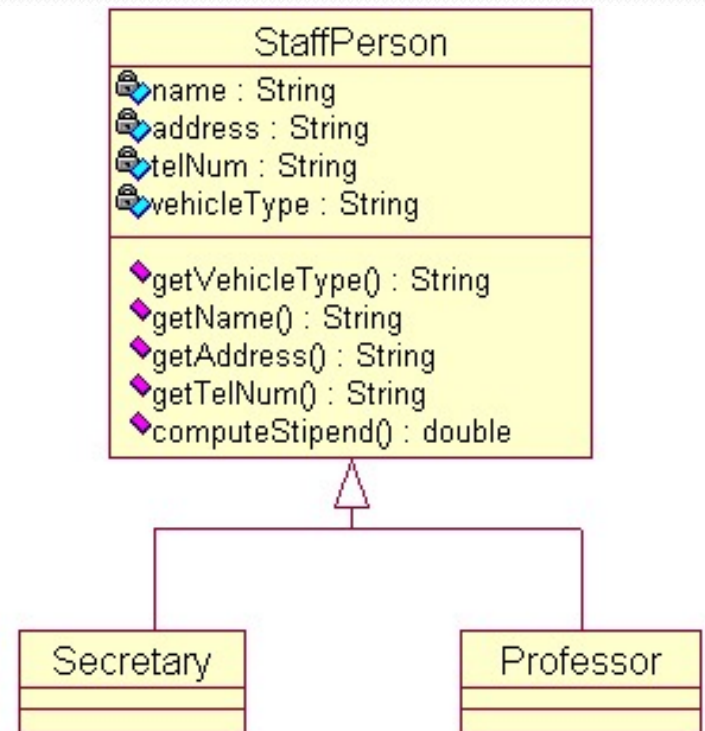 StaffPerson
name : String
address : String
telNum : String
vehicleType : String
getVehicleType() : String
getName() : String
getAddress() : String
getTelNum() : String
computeStipend() : double
Secretary Professor